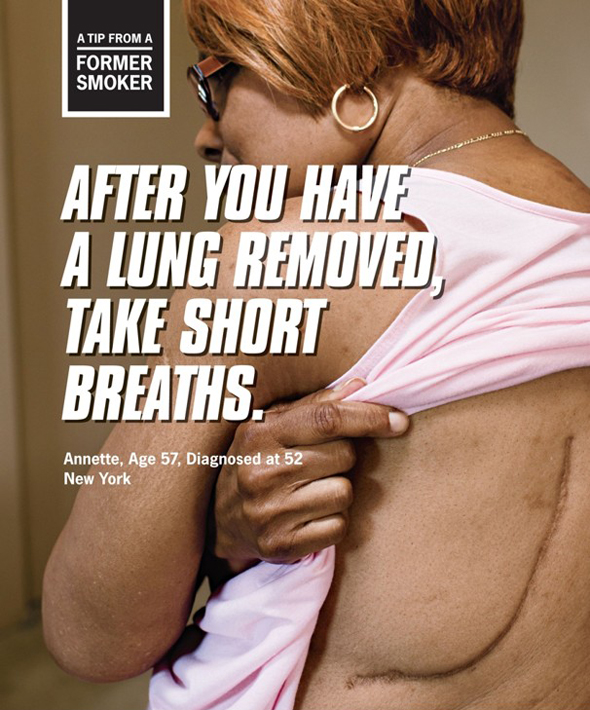 A TIP FROM A
FORMER
SMOKER
AFTER YOU HAVE
A LUNG REMOVED,
TAKE SHORT
BREATHS.
Annette, Age 57, Diagnosed at 52
New York